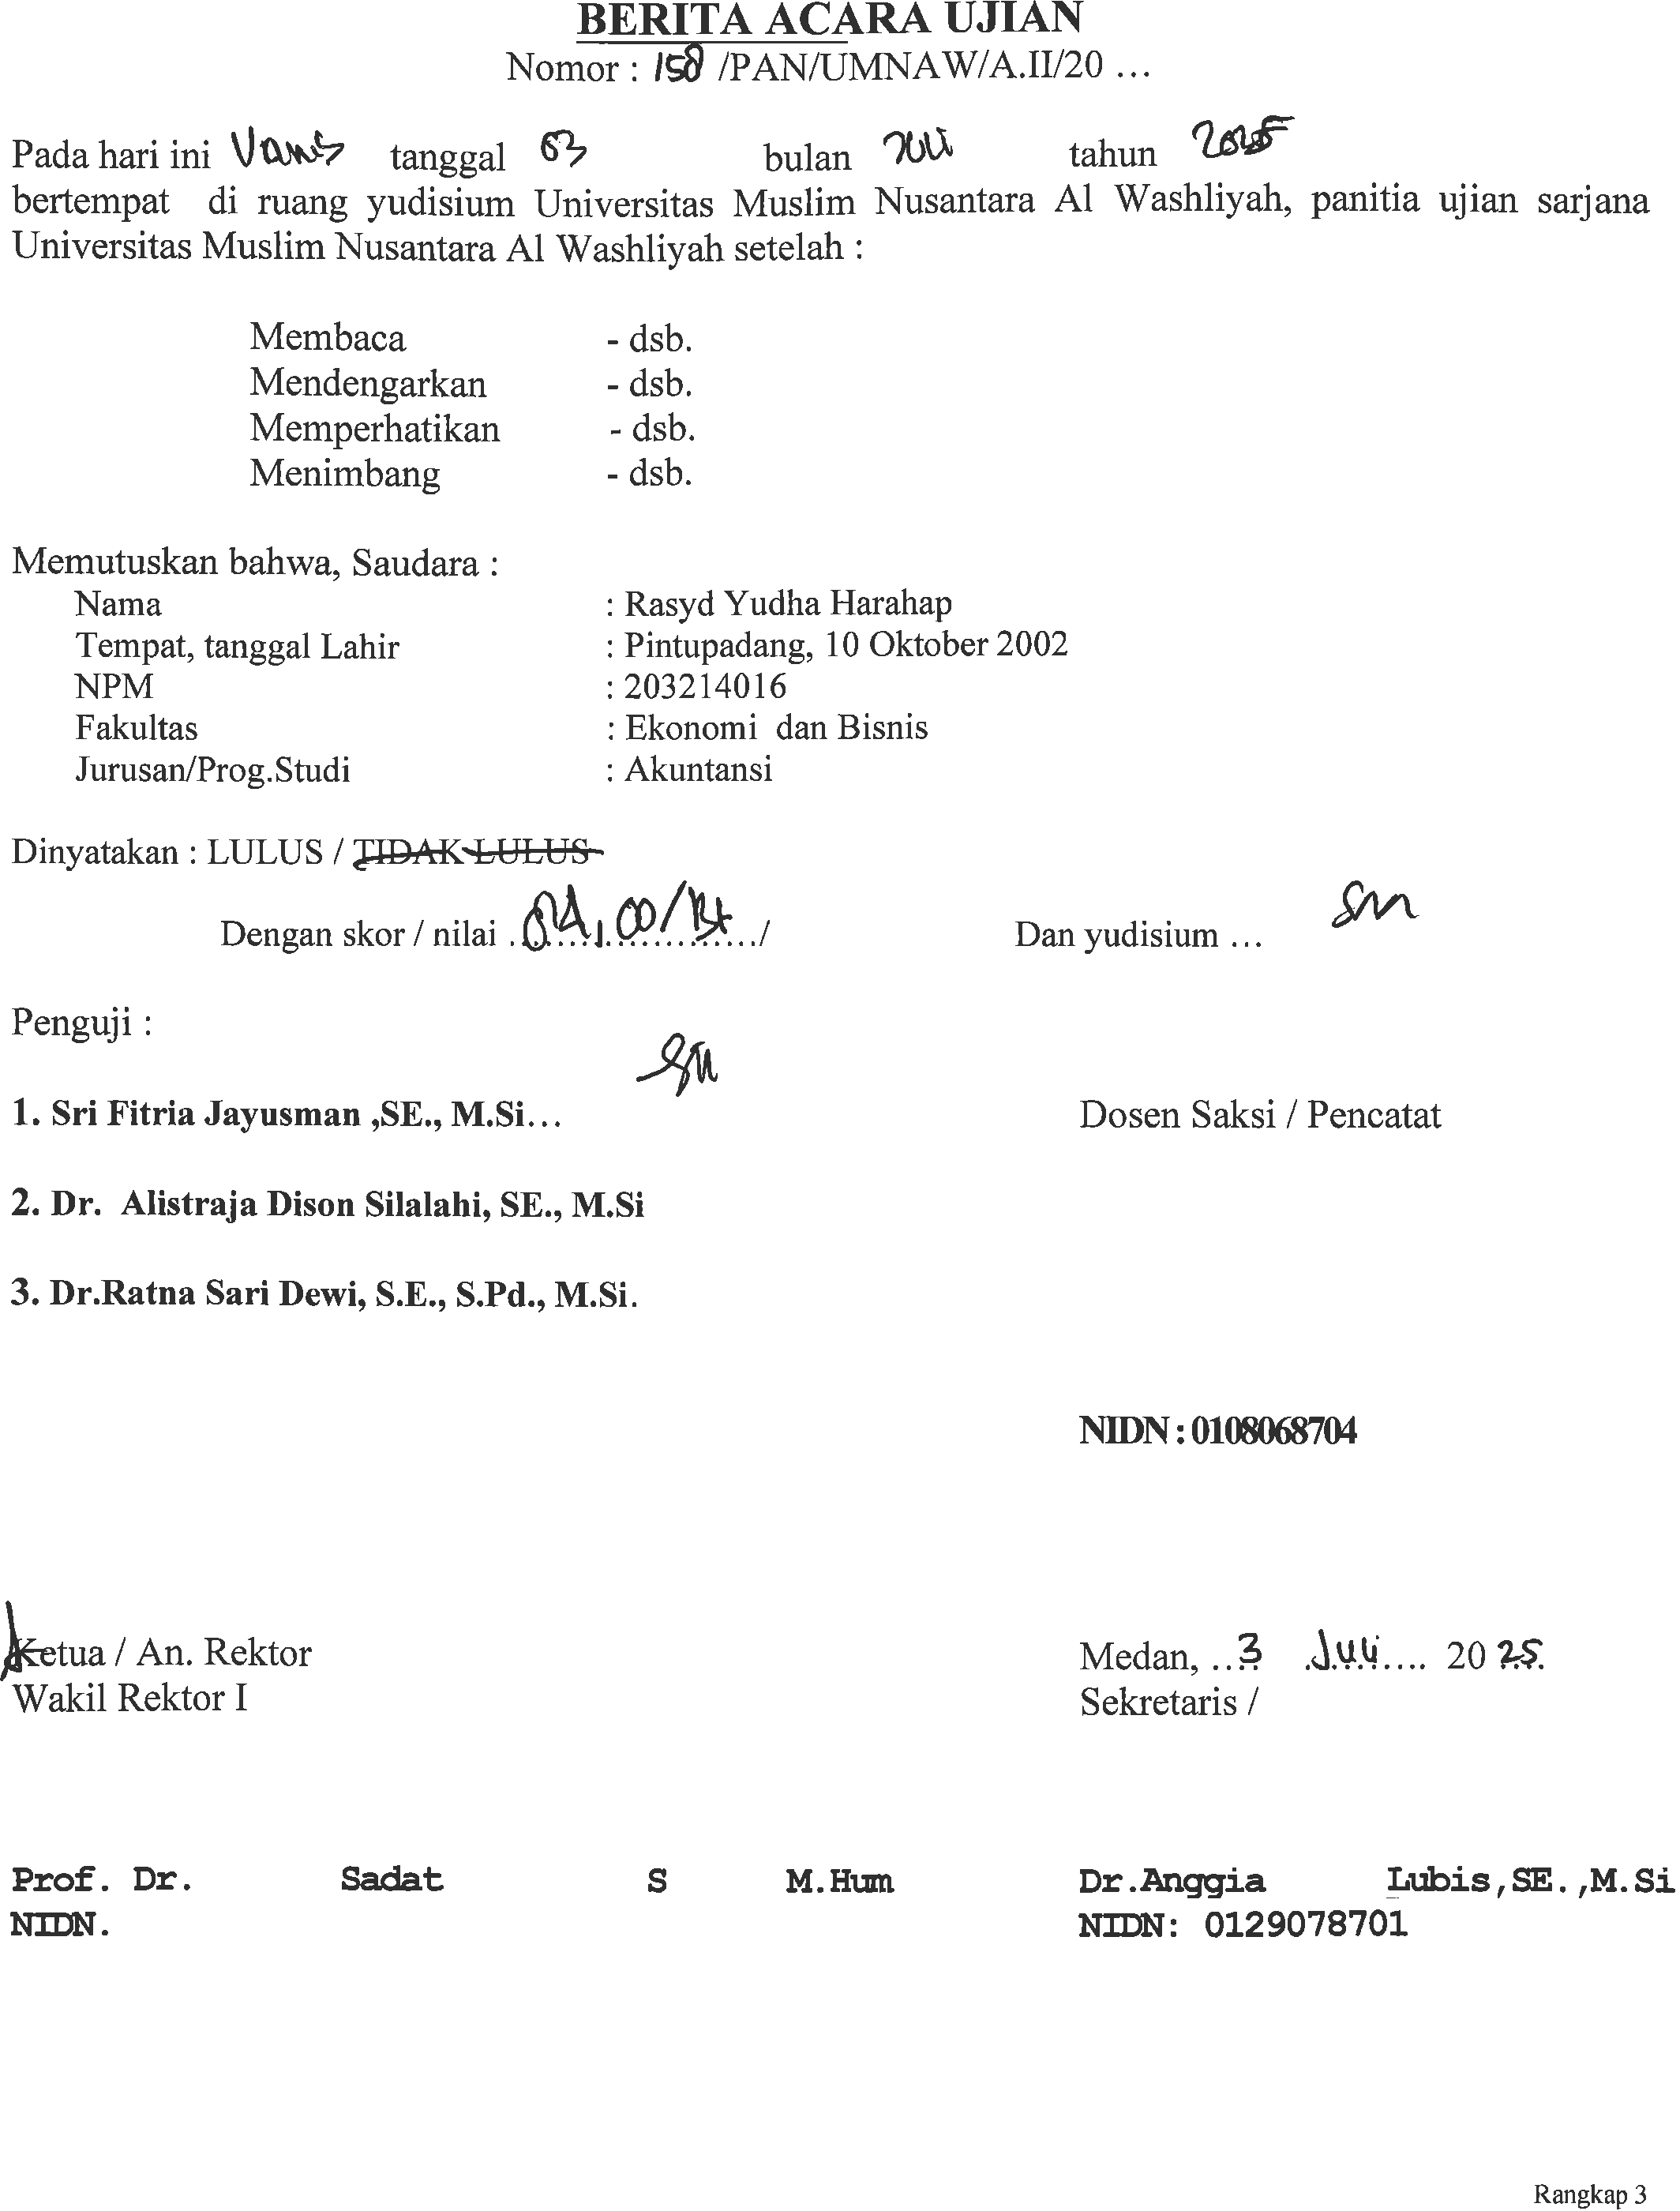 BERITA ACARA UJIAN
Nomor : 158 /PAN/UMNAW/A.II/20 ...
Pada hari ini Kamis tanggal 03 bulan Juli tahun 2025
bertempat di ruang yudisium Universitas Muslim Nusantara Al Washliyah, panitia ujian sarjana
Universitas Muslim Nusantara Al Washliyah setelah :
Membaca - dsb.
Mendengarkan - dsb.
Memperhatikan - dsb.
Menimbang - dsb.
Memutuskan bahwa, Saudara :
Nama : Rasyd Yudha Harahap
Tempat, tanggal Lahir : Pintupadang, 10 Oktober 2002
NPM : 203214016
Fakultas : Ekonomi dan Bisnis
Jurusan/Prog.Studi : Akuntansi
Dinyatakan : LULUS / TIDAK LULUS
Dengan skor / nilai 84,00/ / Dan yudisium ...
Penguji :
1. Sri Fitria Jayusman ,SE., M.Si... Dosen Saksi / Pencatat
2. Dr. Alistraja Dison Silalahi, SE., M.Si
3. Dr.Ratna Sari Dewi, S.E., S.Pd., M.Si.
NIDN : 0108068704
Ketua / An. Rektor Medan, ...3 Juli .... 20 25.
Wakil Rektor I Sekretaris /
Prof. Dr. Sadat S M.Hum Dr.Anggia Lubis,SE.,M.Si
NIDN. NIDN: 0129078701
Rangkap 3